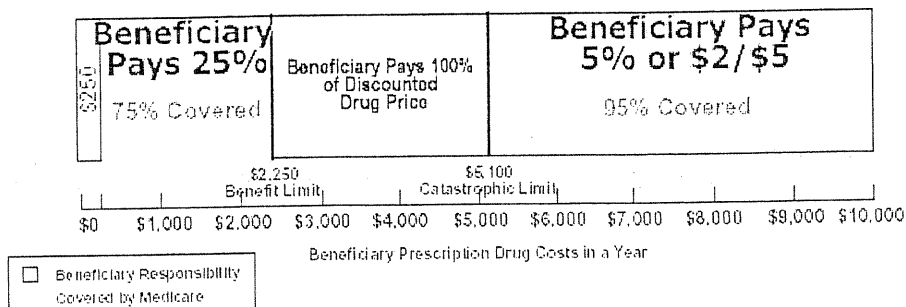 $250
Beneficiary
Pays 25%
75% Covered
Beneficiary Pays 100%
of Discounted
Drug Price
Beneficiary Pays
5% or $2/$5
95% Covered
$2,250
Benefit Limit
$5,100
Catastrophic Limit
$0 $1,000 $2,000 $3,000 $4,000 $5,000 $6,000 $7,000 $8,000 $9,000 $10,000
Beneficiary Prescription Drug Costs in a Year
Beneficiary Responsibility
Covered by Medicare